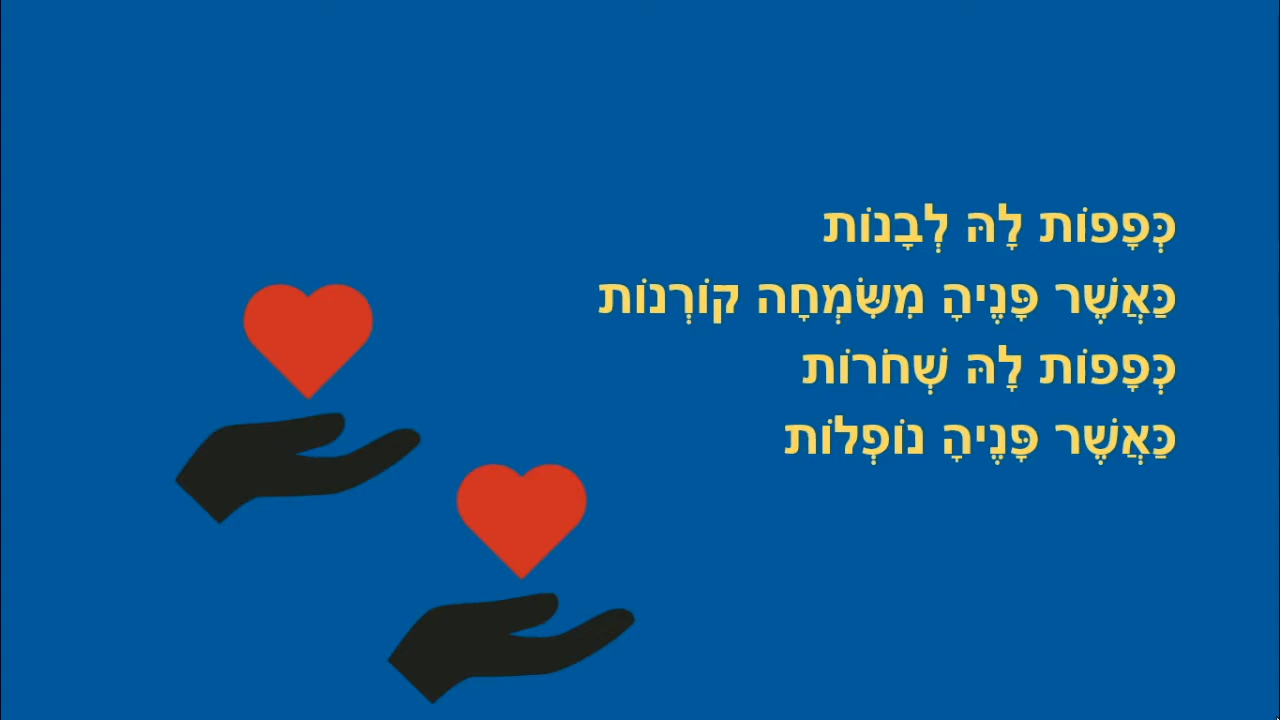 כְּפָפוֹת לָהּ לְבָנוֹת
כַּאֲשֶׁר פָּנֶיהָ מִשִּׂמְחָה קוֹרְנוֹת
כְּפָפוֹת לָהּ שְׁחֹרוֹת
כַּאֲשֶׁר פָּנֶיהָ נוֹפְלוֹת